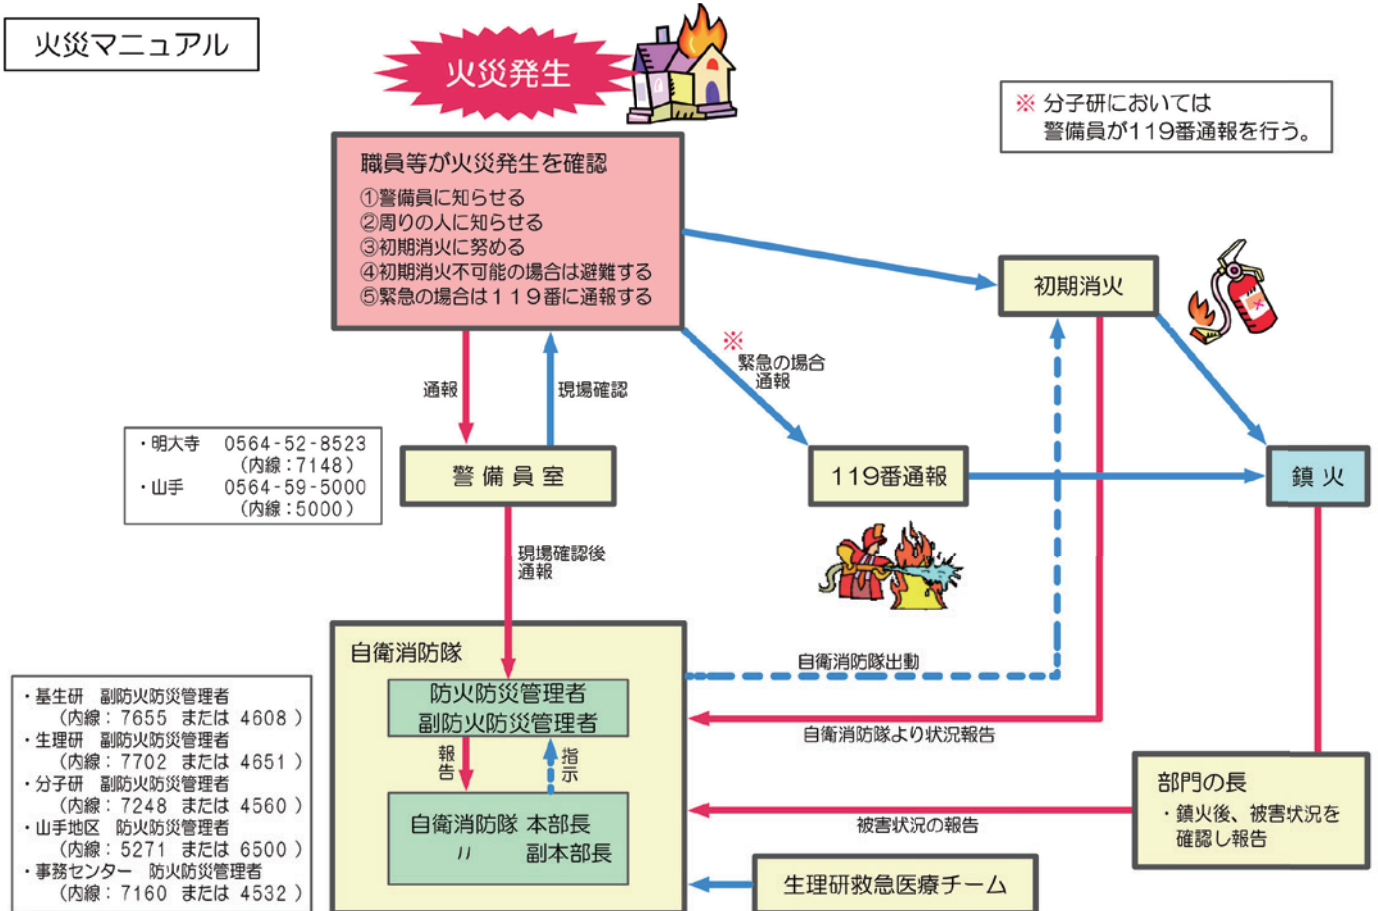 火災マニュアル
火災発生
※ 分子研においては
警備員が119番通報を行う。
職員等が火災発生を確認
①警備員に知らせる
②周りの人に知らせる
③初期消火に努める
④初期消火不可能の場合は避難する
⑤緊急の場合は119番に通報する
初期消火
※
緊急の場合
通報
通報
現場確認
・明大寺 0564-52-8523
(内線:7148)
・山手 0564-59-5000
(内線:5000)
警備員室
119番通報
鎮火
現場確認後
通報
自衛消防隊
防火防災管理者
副防火防災管理者
報告
指示
自衛消防隊 本部長
〃 副本部長
自衛消防隊出動
自衛消防隊より状況報告
被害状況の報告
部門の長
・鎮火後、被害状況を
確認し報告
生理研救急医療チーム
・基生研 副防火防災管理者
(内線:7655 または 4608)
・生理研 副防火防災管理者
(内線:7702 または 4651)
・分子研 副防火防災管理者
(内線:7248 または 4560)
・山手地区 防火防災管理者
(内線:5271 または 6500)
・事務センター 防火防災管理者
(内線:7160 または 4532)